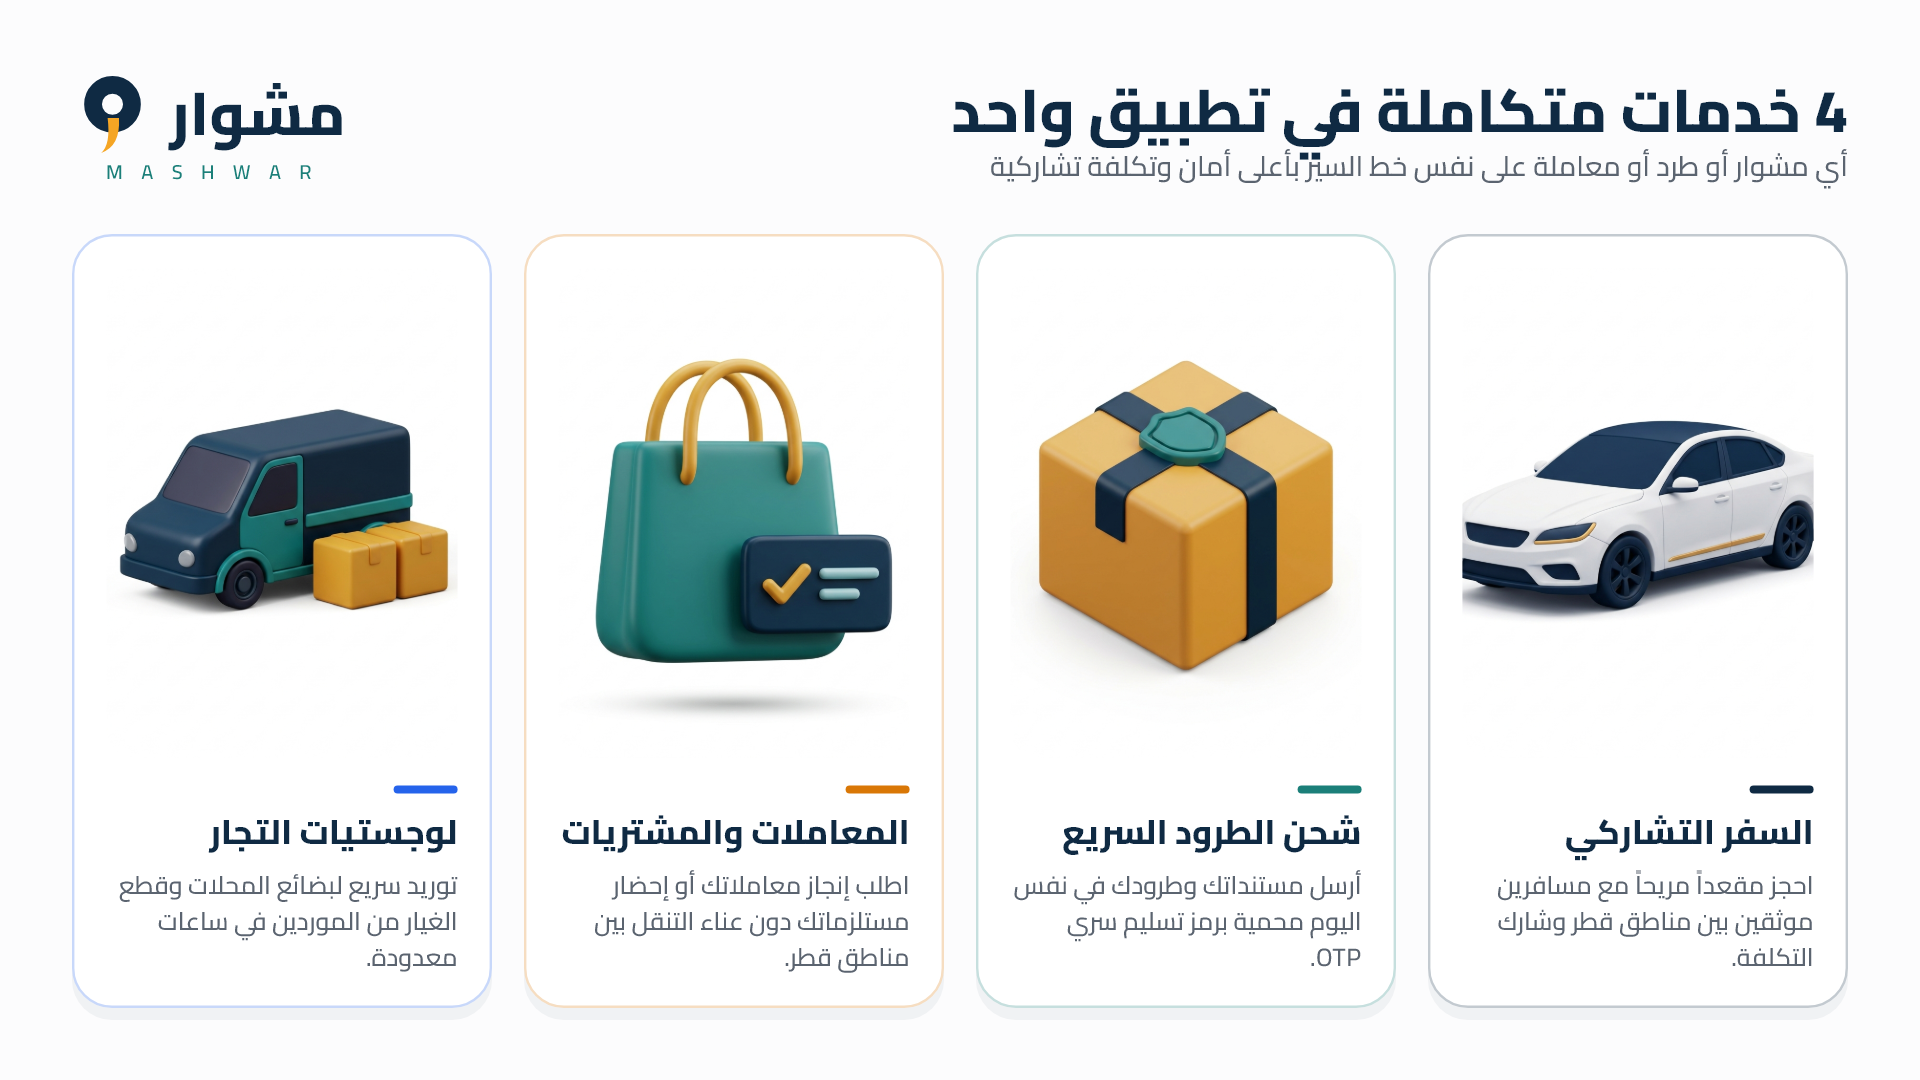 4 خدمات متكاملة في تطبيق واحد
أي مشوار أو طرد أو معاملة على نفس خط السير بأعلى أمان وتكلفة تشاركية
مشوار
MASHWAR
السفر التشاركي
احجز مقعداً مريحاً مع مسافرين
موثقين بين مناطق قطر وشارك
التكلفة.
شحن الطرود السريع
أرسل مستنداتك وطرودك في نفس
اليوم محمية برمز تسليم سري
OTP.
المعاملات والمشتريات
اطلب إنجاز معاملاتك أو إحضار
مستلزماتك دون عناء التنقل بين
مناطق قطر.
لوجستيات التجار
توريد سريع لبضائع المحلات وقطع
الغيار من الموردين في ساعات
معدودة.